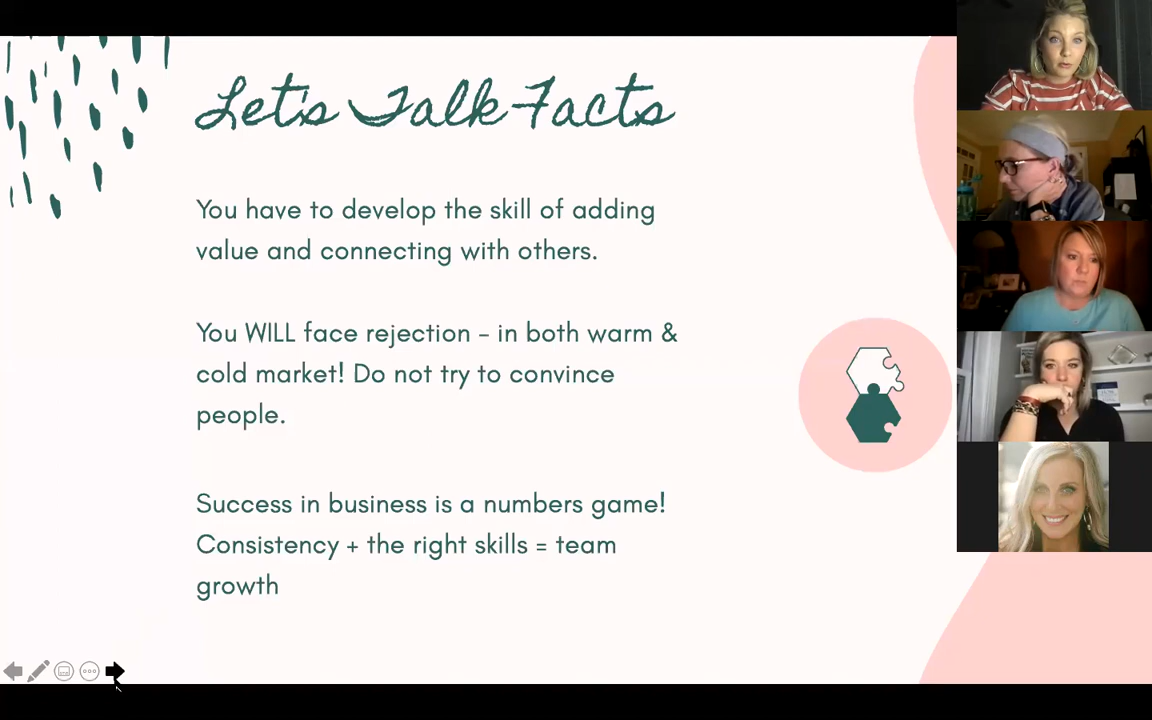 Let's Talk Facts
You have to develop the skill of adding
value and connecting with others.
You WILL face rejection - in both warm &
cold market! Do not try to convince
people.
Success in business is a numbers game!
Consistency + the right skills = team
growth